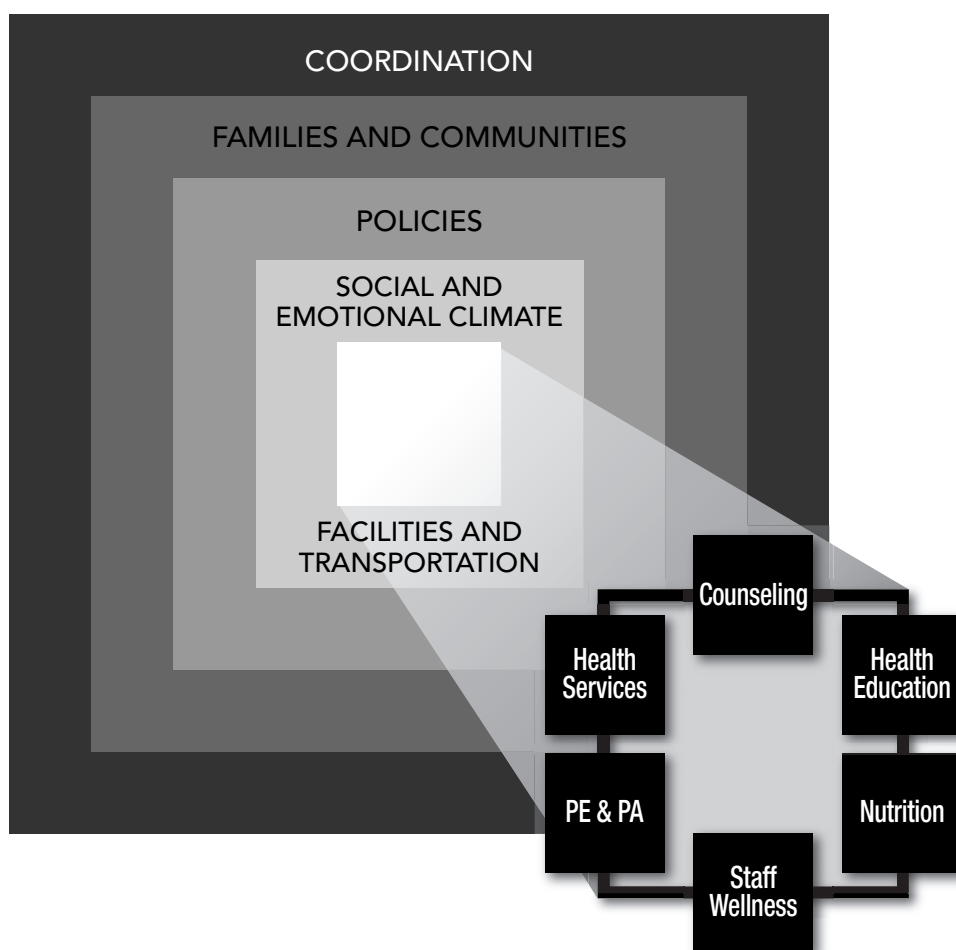 COORDINATION
FAMILIES AND COMMUNITIES
POLICIES
SOCIAL AND
EMOTIONAL CLIMATE
FACILITIES AND
TRANSPORTATION
Counseling
Health
Services
Health
Education
PE & PA
Nutrition
Staff
Wellness